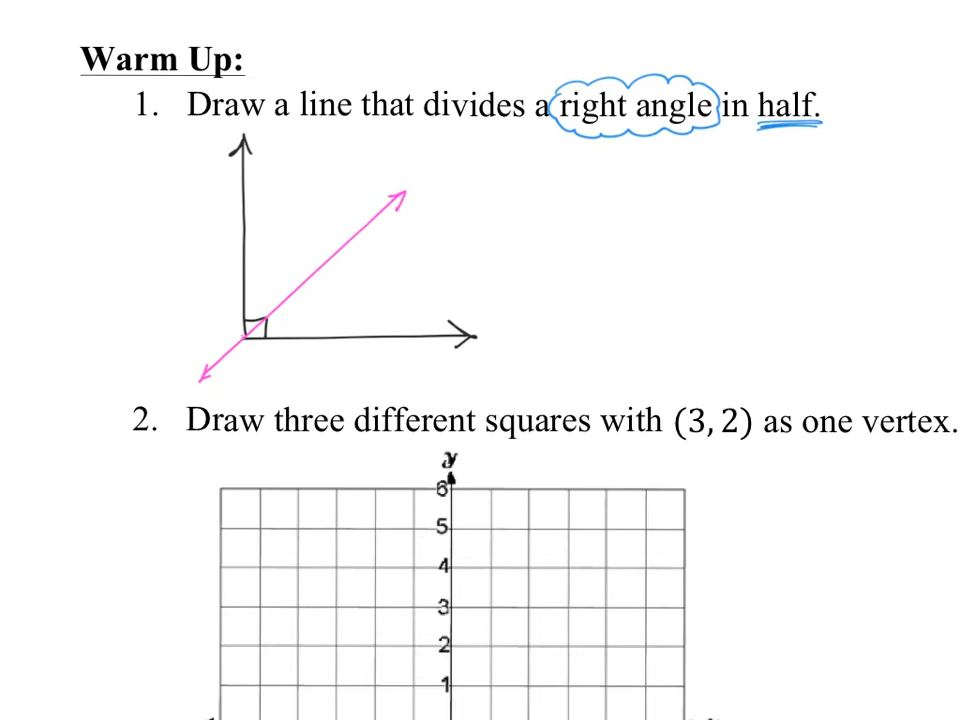 Warm Up:
1. Draw a line that divides a right angle in half.
2. Draw three different squares with (3, 2) as one vertex.
y
6
5
4
3
2
1